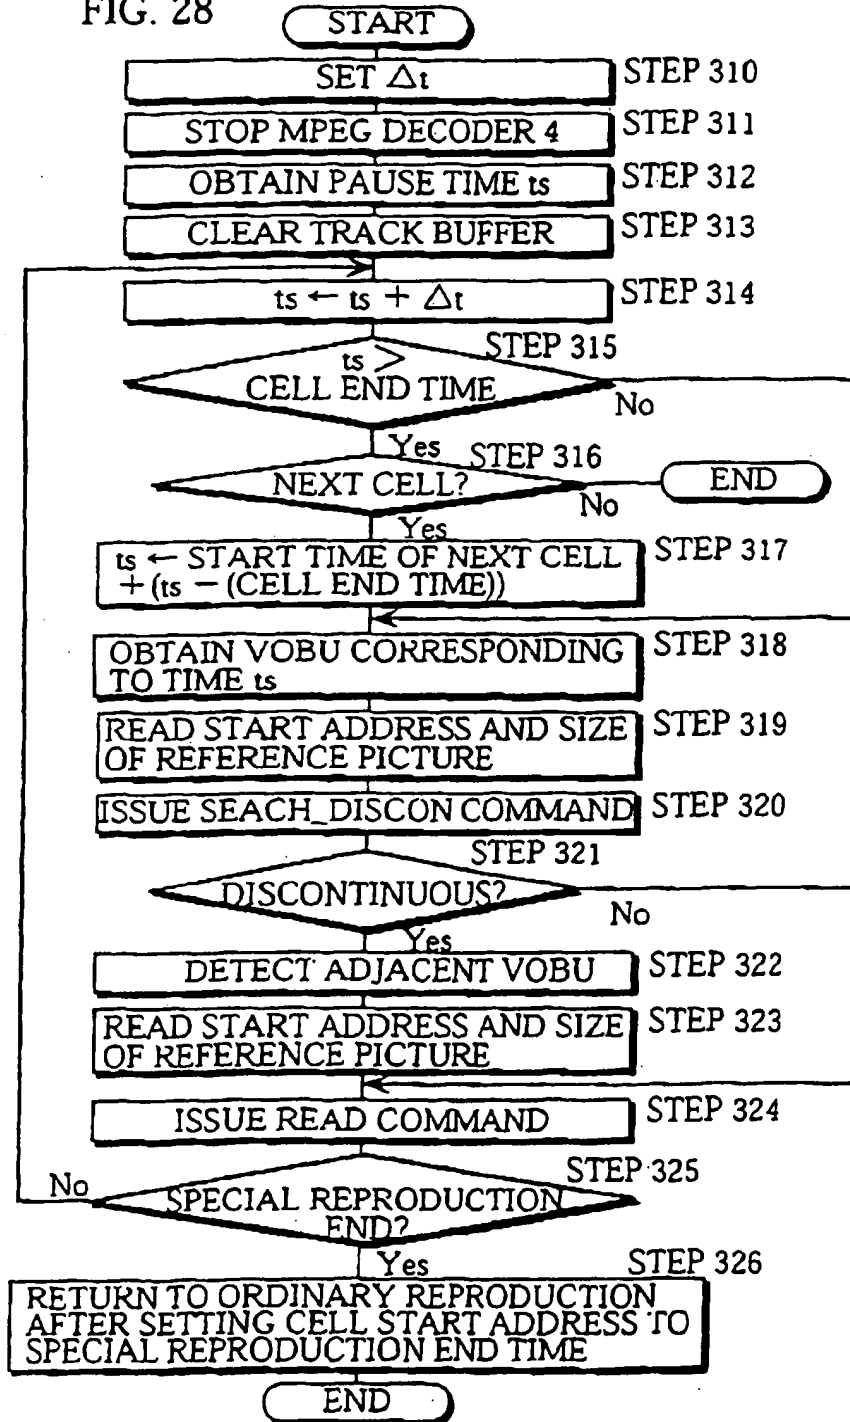 FIG. 28
START
SET △t
STEP 310
STOP MPEG DECODER 4
STEP 311
OBTAIN PAUSE TIME ts
STEP 312
CLEAR TRACK BUFFER
STEP 313
ts ← ts + △t
STEP 314
STEP 315
ts >
CELL END TIME
No
Yes
STEP 316
NEXT CELL?
No
END
Yes
ts ← START TIME OF NEXT CELL
+ (ts − (CELL END TIME))
STEP 317
OBTAIN VOBU CORRESPONDING
TO TIME ts
STEP 318
READ START ADDRESS AND SIZE
OF REFERENCE PICTURE
STEP 319
ISSUE SEACH_DISCON COMMAND
STEP 320
STEP 321
DISCONTINUOUS?
No
Yes
DETECT ADJACENT VOBU
STEP 322
READ START ADDRESS AND SIZE
OF REFERENCE PICTURE
STEP 323
ISSUE READ COMMAND
STEP 324
STEP 325
No
SPECIAL REPRODUCTION
END?
Yes
STEP 326
RETURN TO ORDINARY REPRODUCTION
AFTER SETTING CELL START ADDRESS TO
SPECIAL REPRODUCTION END TIME
END